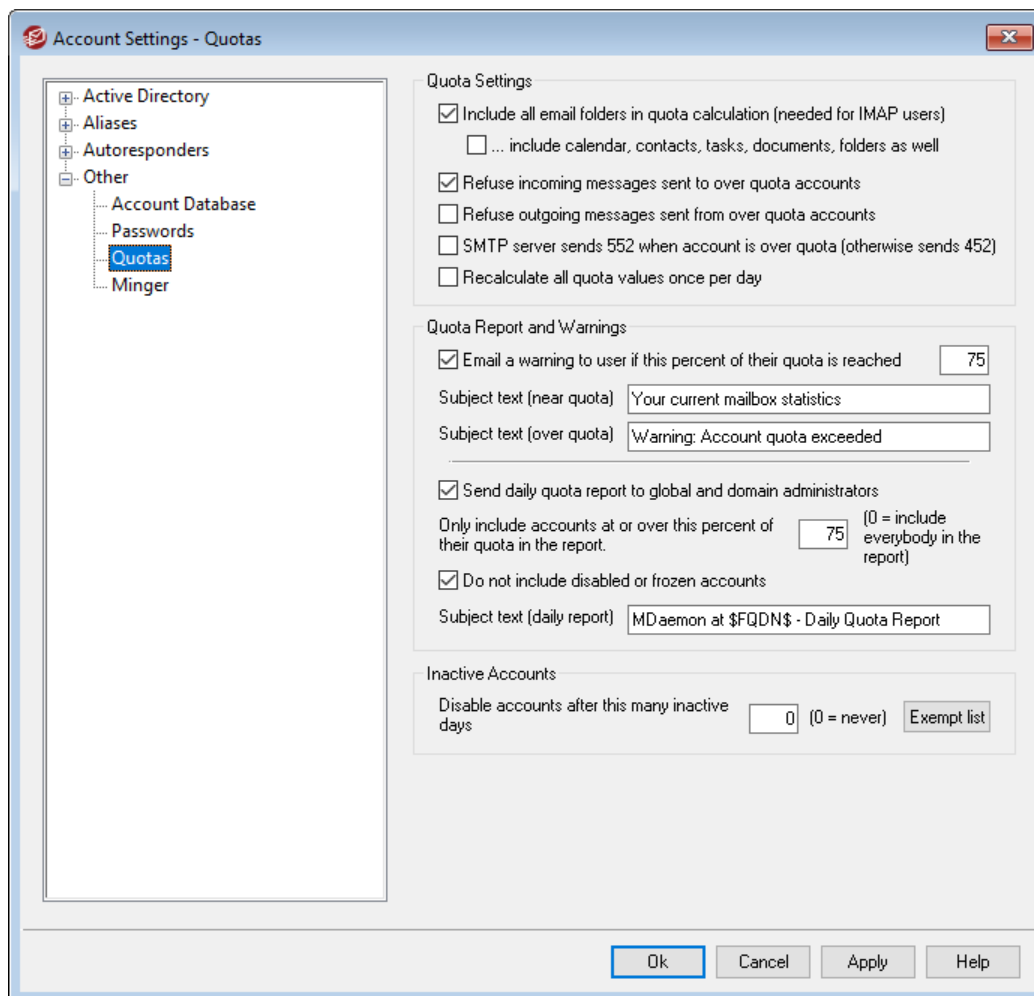 Account Settings - Quotas
Active Directory
Aliases
Autoresponders
Other
Account Database
Passwords
Quotas
Minger
Quota Settings
Include all email folders in quota calculation (needed for IMAP users)
... include calendar, contacts, tasks, documents, folders as well
Refuse incoming messages sent to over quota accounts
Refuse outgoing messages sent from over quota accounts
SMTP server sends 552 when account is over quota (otherwise sends 452)
Recalculate all quota values once per day
Quota Report and Warnings
Email a warning to user if this percent of their quota is reached 75
Subject text (near quota) Your current mailbox statistics
Subject text (over quota) Warning: Account quota exceeded
Send daily quota report to global and domain administrators
Only include accounts at or over this percent of
their quota in the report.
75
(0 = include
everybody in the
report)
Do not include disabled or frozen accounts
Subject text (daily report) MDaemon at $FQDN$ - Daily Quota Report
Inactive Accounts
Disable accounts after this many inactive
days
0 (0 = never) Exempt list
Ok Cancel Apply Help